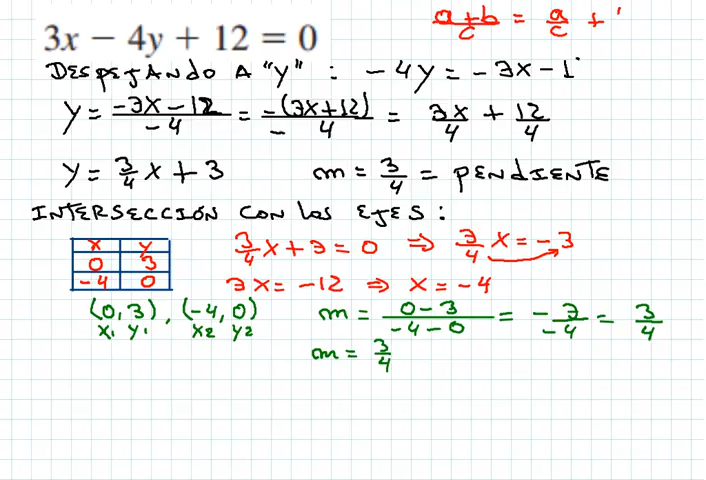 a+b/c = a/c +
3x − 4y + 12 = 0
DESPEJANDO A "Y" : -4Y = -3X-1
Y = -3X-12/-4 = -(3X+12)/-4 = 3X/4 + 12/4
Y = 3/4 X + 3 m = 3/4 = PENDIENTE
INTERSECCIÓN CON LOS EJES :
X Y
0 3
-4 0
3/4 X + 3 = 0 ⇒ 3/4 X = -3
3X = -12 ⇒ X = -4
(0,3), (-4,0)
X1 Y1 X2 Y2
m = 0-3/-4-0 = -3/-4 = 3/4
m = 3/4